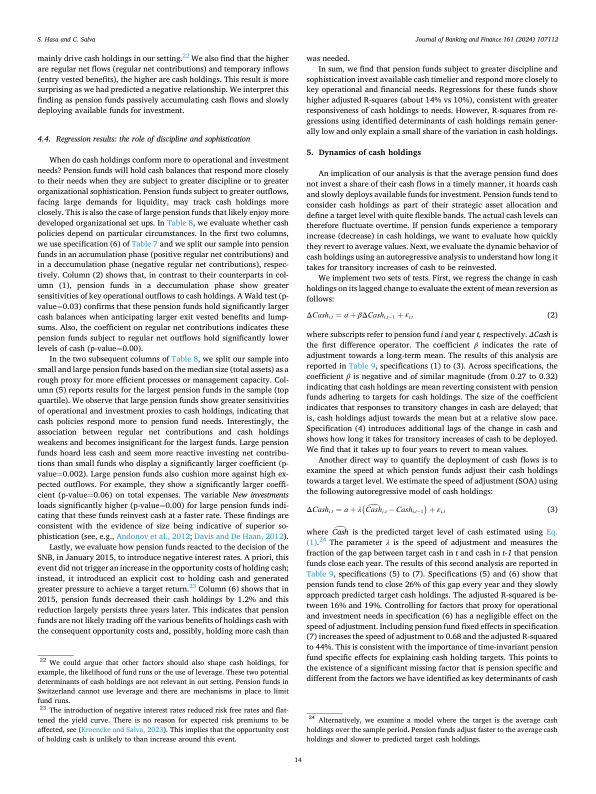 S. Hasa and C. Salva
Journal of Banking and Finance 161 (2024) 107112
mainly drive cash holdings in our setting.22 We also find that the higher
are regular net flows (regular net contributions) and temporary inflows
(entry vested benefits), the higher are cash holdings. This result is more
surprising as we had predicted a negative relationship. We interpret this
finding as pension funds passively accumulating cash flows and slowly
deploying available funds for investment.
4.4. Regression results: the role of discipline and sophistication
When do cash holdings conform more to operational and investment
needs? Pension funds will hold cash balances that respond more closely
to their needs when they are subject to greater discipline or to greater
organizational sophistication. Pension funds subject to greater outflows,
facing large demands for liquidity, may track cash holdings more
closely. This is also the case of large pension funds that likely enjoy more
developed organizational set ups. In Table 8, we evaluate whether cash
policies depend on particular circumstances. In the first two columns,
we use specification (6) of Table 7 and we split our sample into pension
funds in an accumulation phase (positive regular net contributions) and
in a deccumulation phase (negative regular net contributions), respec-
tively. Column (2) shows that, in contrast to their counterparts in col-
umn (1), pension funds in a deccumulation phase show greater
sensitivities of key operational outflows to cash holdings. A Wald test (p-
value=0.03) confirms that these pension funds hold significantly larger
cash balances when anticipating larger exit vested benefits and lump-
sums. Also, the coefficient on regular net contributions indicates these
pension fund subject to regular net outflows hold significantly lower
levels of cash (p-value=0.00).
In the two subsequent columns of Table 8, we split our sample into
small and large pension funds based on the median size (total assets) as a
rough proxy for more efficient processes or management capacity. Col-
umn (5) reports results for the largest pension funds in the sample (top
quartile). We observe that large pension funds show greater sensitivities
of operational and investment proxies to cash holdings, indicating that
cash policies respond more to pension fund needs. Interestingly, the
association between regular net contributions and cash holdings
weakens and becomes insignificant for the largest funds. Large pension
funds hoard less cash and seem more reactive investing net contribu-
tions than small funds who display a significantly larger coefficient (p-
value=0.002). Large pension funds also cushion more against high ex-
pected outflows. For example, they show a significantly larger coeffi-
cient (p-value=0.06) on total expenses. The variable New investments
loads significantly higher (p-value=0.00) for large pension funds indi-
cating that these funds reinvest cash at a faster rate. These findings are
consistent with the evidence of size being indicative of superior so-
phistication (see, e.g., Andonov et al., 2012; Davis and De Haan, 2012).
Lastly, we evaluate how pension funds reacted to the decision of the
SNB, in January 2015, to introduce negative interest rates. A priori, this
event did not trigger an increase in the opportunity costs of holding cash;
instead, it introduced an explicit cost to holding cash and generated
greater pressure to achieve a target return.23 Column (6) shows that in
2015, pension funds decreased their cash holdings by 1.2% and this
reduction largely persists three years later. This indicates that pension
funds are not likely trading off the various benefits of holdings cash with
the consequent opportunity costs and, possibly, holding more cash than
22 We could argue that other factors should also shape cash holdings, for
example, the likelihood of fund runs or the use of leverage. These two potential
determinants of cash holdings are not relevant in out setting. Pension funds in
Switzerland cannot use leverage and there are mechanisms in place to limit
fund runs.
23 The introduction of negative interest rates reduced risk free rates and flat-
tened the yield curve. There is no reason for expected risk premiums to be
affected, see (Kroencke and Salva, 2023). This implies that the opportunity cost
of holding cash is unlikely to than increase around this event.
was needed.
In sum, we find that pension funds subject to greater discipline and
sophistication invest available cash timelier and respond more closely to
key operational and financial needs. Regressions for these funds show
higher adjusted R-squares (about 14% vs 10%), consistent with greater
responsiveness of cash holdings to needs. However, R-squares from re-
gressions using identified determinants of cash holdings remain gener-
ally low and only explain a small share of the variation in cash holdings.
5. Dynamics of cash holdings
An implication of our analysis is that the average pension fund does
not invest a share of their cash flows in a timely manner, it hoards cash
and slowly deploys available funds for investment. Pension funds tend to
consider cash holdings as part of their strategic asset allocation and
define a target level with quite flexible bands. The actual cash levels can
therefore fluctuate overtime. If pension funds experience a temporary
increase (decrease) in cash holdings, we want to evaluate how quickly
they revert to average values. Next, we evaluate the dynamic behavior of
cash holdings using an autoregressive analysis to understand how long it
takes for transitory increases of cash to be reinvested.
We implement two sets of tests. First, we regress the change in cash
holdings on its lagged change to evaluate the extent of mean reversion as
follows:
ΔCashi,t = a + βΔCashi,t−1 + εi,t (2)
where subscripts refer to pension fund i and year t, respectively. ΔCash is
the first difference operator. The coefficient β indicates the rate of
adjustment towards a long-term mean. The results of this analysis are
reported in Table 9, specifications (1) to (3). Across specifications, the
coefficient β is negative and of similar magnitude (from 0.27 to 0.32)
indicating that cash holdings are mean reverting consistent with pension
funds adhering to targets for cash holdings. The size of the coefficient
indicates that responses to transitory changes in cash are delayed; that
is, cash holdings adjust towards the mean but at a relative slow pace.
Specification (4) introduces additional lags of the change in cash and
shows how long it takes for transitory increases of cash to be deployed.
We find that it takes up to four years to revert to mean values.
Another direct way to quantify the deployment of cash flows is to
examine the speed at which pension funds adjust their cash holdings
towards a target level. We estimate the speed of adjustment (SOA) using
the following autoregressive model of cash holdings:
ΔCashi,t = a + λ(Ĉashi,t − Cashi,t−1) + εi,t (3)
where Ĉash is the predicted target level of cash estimated using Eq.
(1).24 The parameter λ is the speed of adjustment and measures the
fraction of the gap between target cash in t and cash in t-1 that pension
funds close each year. The results of this second analysis are reported in
Table 9, specifications (5) to (7). Specifications (5) and (6) show that
pension funds tend to close 26% of this gap every year and they slowly
approach predicted target cash holdings. The adjusted R-squared is be-
tween 16% and 19%. Controlling for factors that proxy for operational
and investment needs in specification (6) has a negligible effect on the
speed of adjustment. Including pension fund fixed effects in specification
(7) increases the speed of adjustment to 0.68 and the adjusted R-squared
to 44%. This is consistent with the importance of time-invariant pension
fund specific effects for explaining cash holding targets. This points to
the existence of a significant missing factor that is pension specific and
different from the factors we have identified as key determinants of cash
24 Alternatively, we examine a model where the target is the average cash
holdings over the sample period. Pension funds adjust faster to the average cash
holdings and slower to predicted target cash holdings.
14